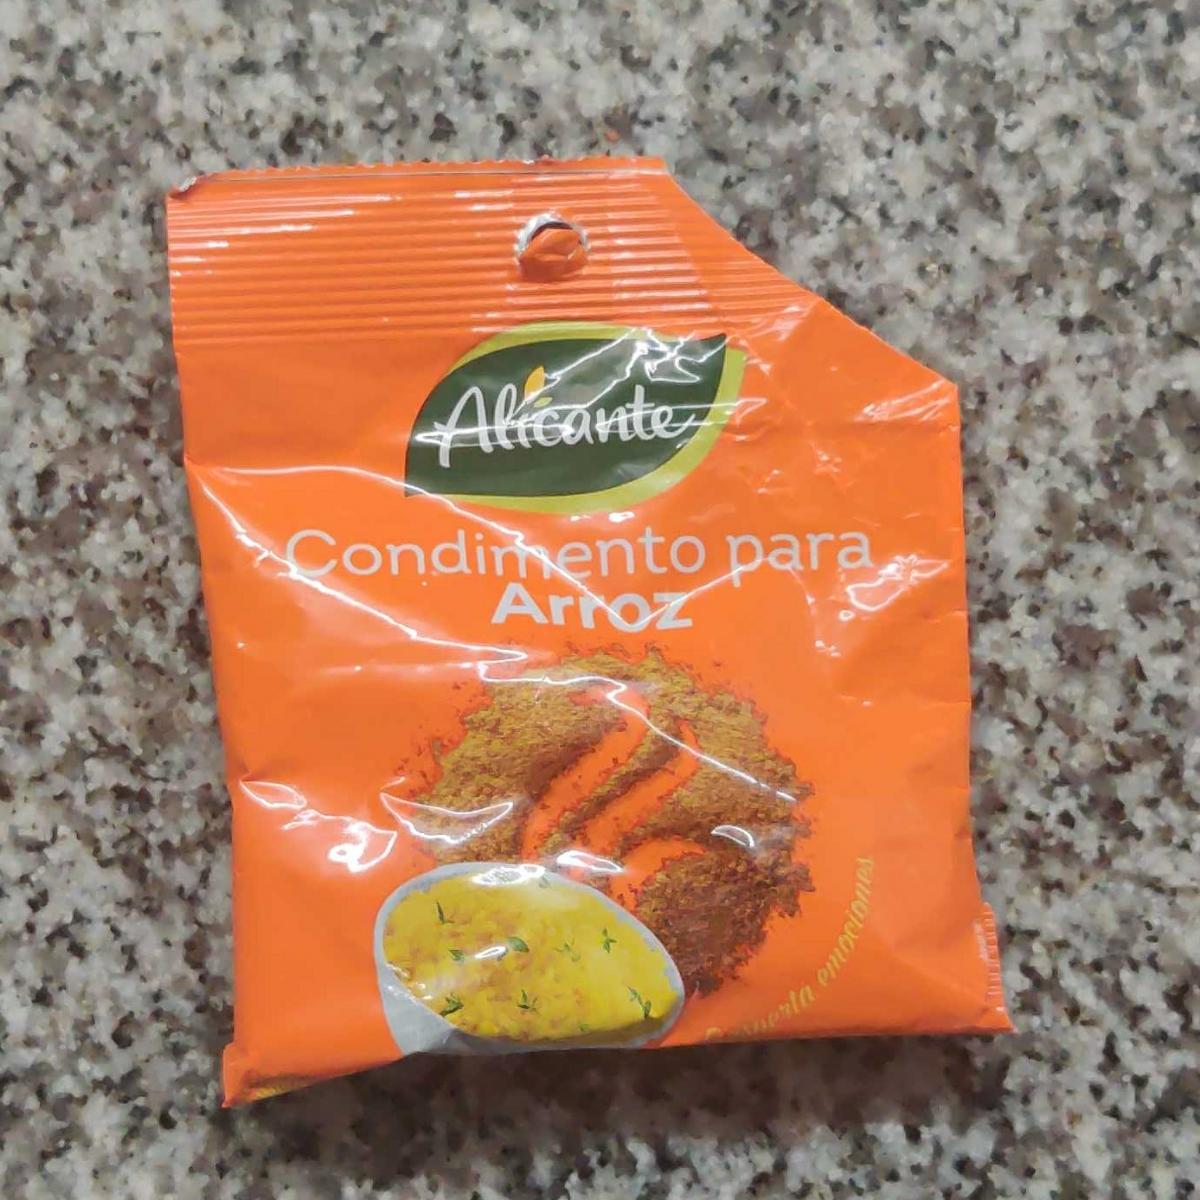 Alicante
Condimento para
Arroz
Despierta emociones